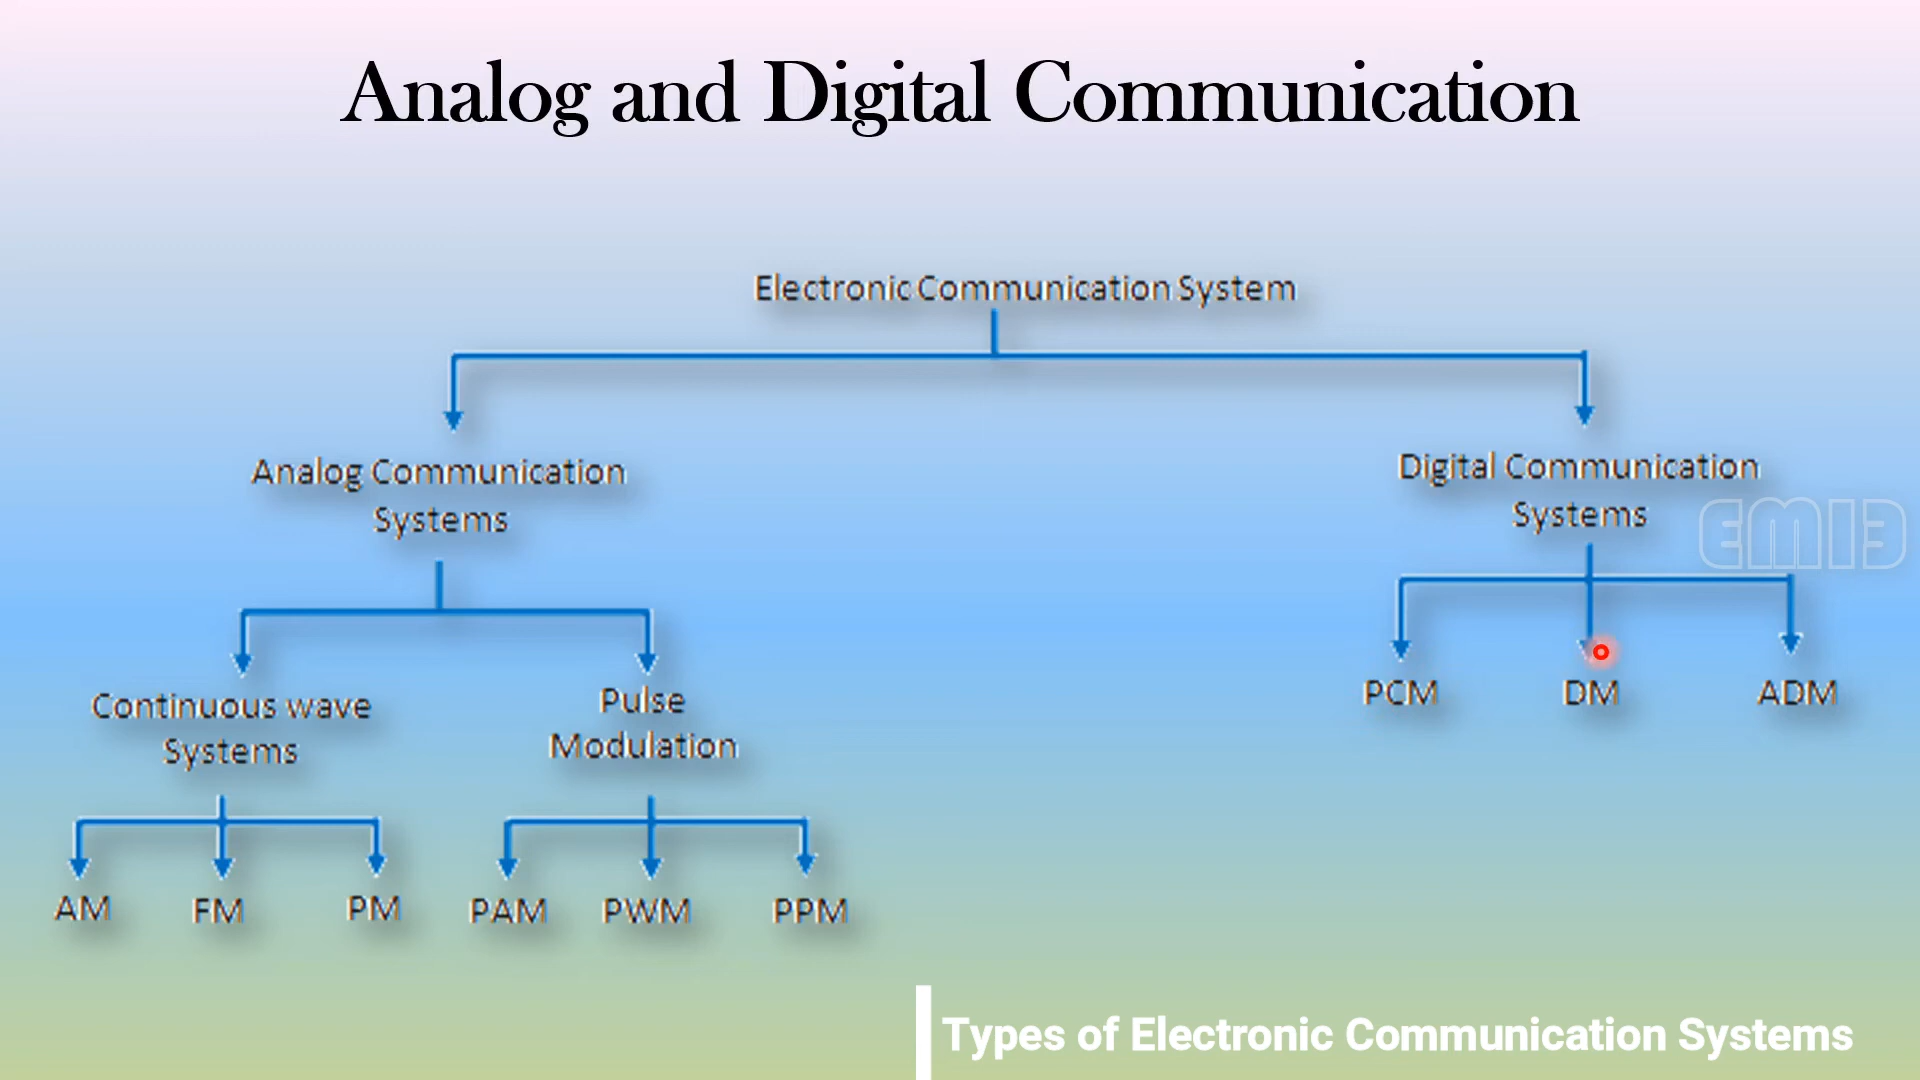 Analog and Digital Communication
Electronic Communication System
Analog Communication
Systems
Digital Communication
Systems
EMIE
PCM DM ADM
Continuous wave
Systems
Pulse
Modulation
AM FM PM PAM PWM PPM
Types of Electronic Communication Systems